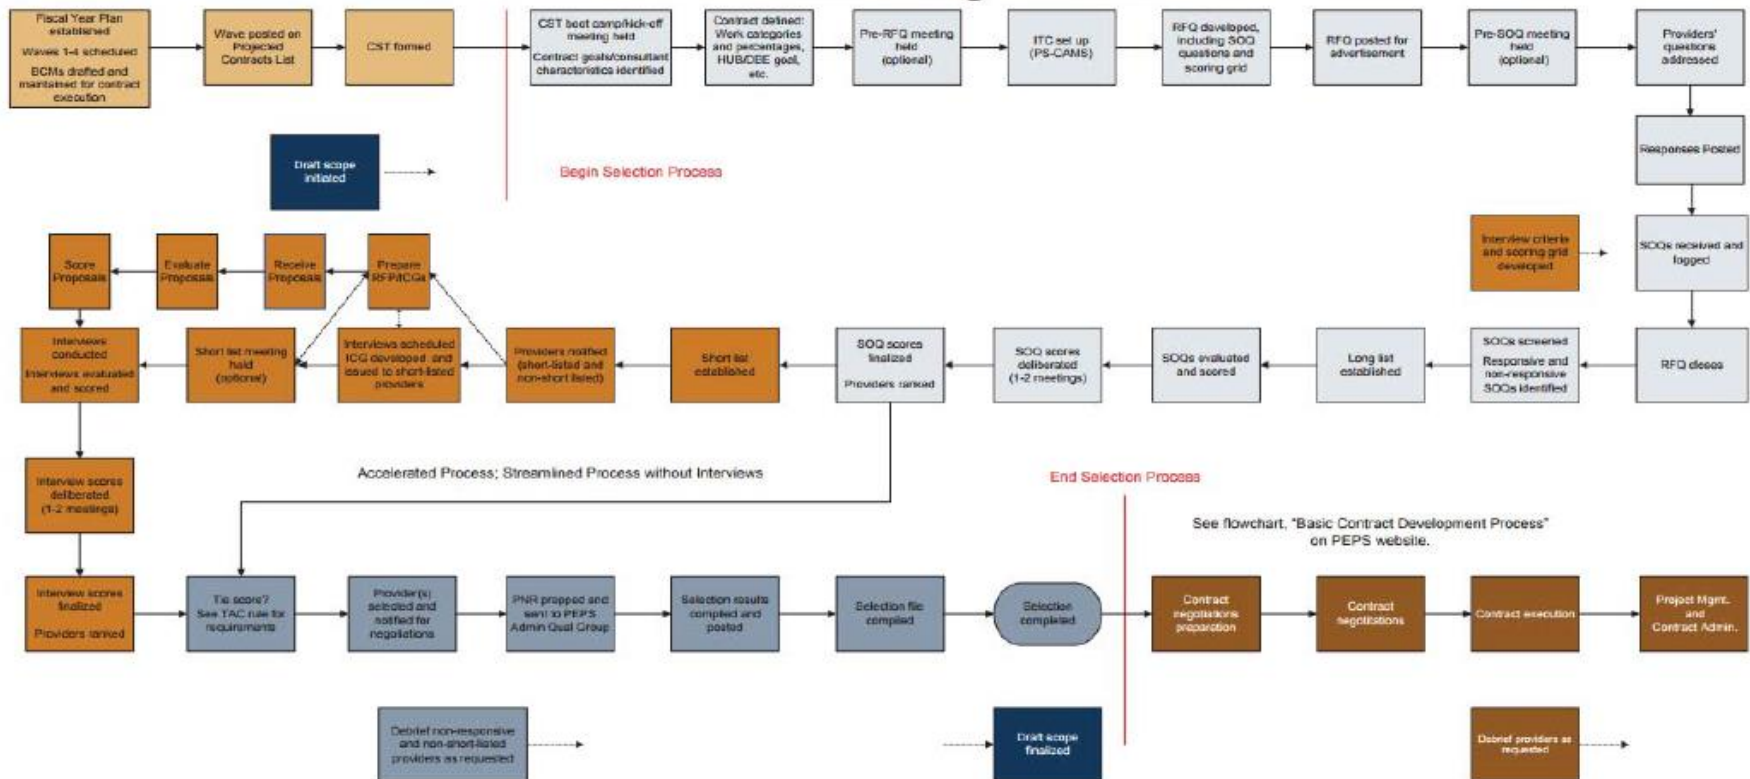 Fiscal Year Plan
established
Waves 1-4 scheduled
BCMs drafted and
maintained for contract
execution
Wave posted on
Projected
Contracts List
CST formed
CST boot camp/kick-off
meeting held
Contract goals/consultant
characteristics identified
Contract defined:
Work categories
and percentages,
HUB/DBE goal,
etc.
Pre-RFQ meeting
held
(optional)
ITC set up
(PS-CAMS)
RFQ developed,
including SOQ
questions and
scoring grid
RFQ posted for
advertisement
Pre-SOQ meeting
held
(optional)
Providers'
questions
addressed
Responses Posted
Draft scope
initiated
Begin Selection Process
Score
Proposals
Evaluate
Proposals
Receive
Proposals
Prepare
RFP/ICGs
Interview criteria
and scoring grid
developed
SOQs received and
logged
Interviews
conducted
Interviews evaluated
and scored
Short list meeting
held
(optional)
Interviews scheduled
ICG developed and
issued to short-listed
providers
Providers notified
(short-listed and
non-short listed)
Short list
established
SOQ scores
finalized
Providers ranked
SOQ scores
deliberated
(1-2 meetings)
SOQs evaluated
and scored
Long list
established
SOQs screened
Responsive and
non-responsive
SOQs identified
RFQ closes
Interview scores
deliberated
(1-2 meetings)
Accelerated Process; Streamlined Process without Interviews
End Selection Process
See flowchart, "Basic Contract Development Process"
on PEPS website.
Interview scores
finalized
Providers ranked
Tie score?
See TAC rule for
requirements
Provider(s)
selected and
notified for
negotiations
PNR prepped and
sent to PEPS
Admin Qual Group
Selection results
compiled and
posted
Selection file
compiled
Selection
completed
Contract
negotiations
preparation
Contract
negotitations
Contract execution
Project Mgmt.
and
Contract Admin.
Debrief non-responsive
and non-short-listed
providers as requested
Draft scope
finalized
Debrief providers as
requested